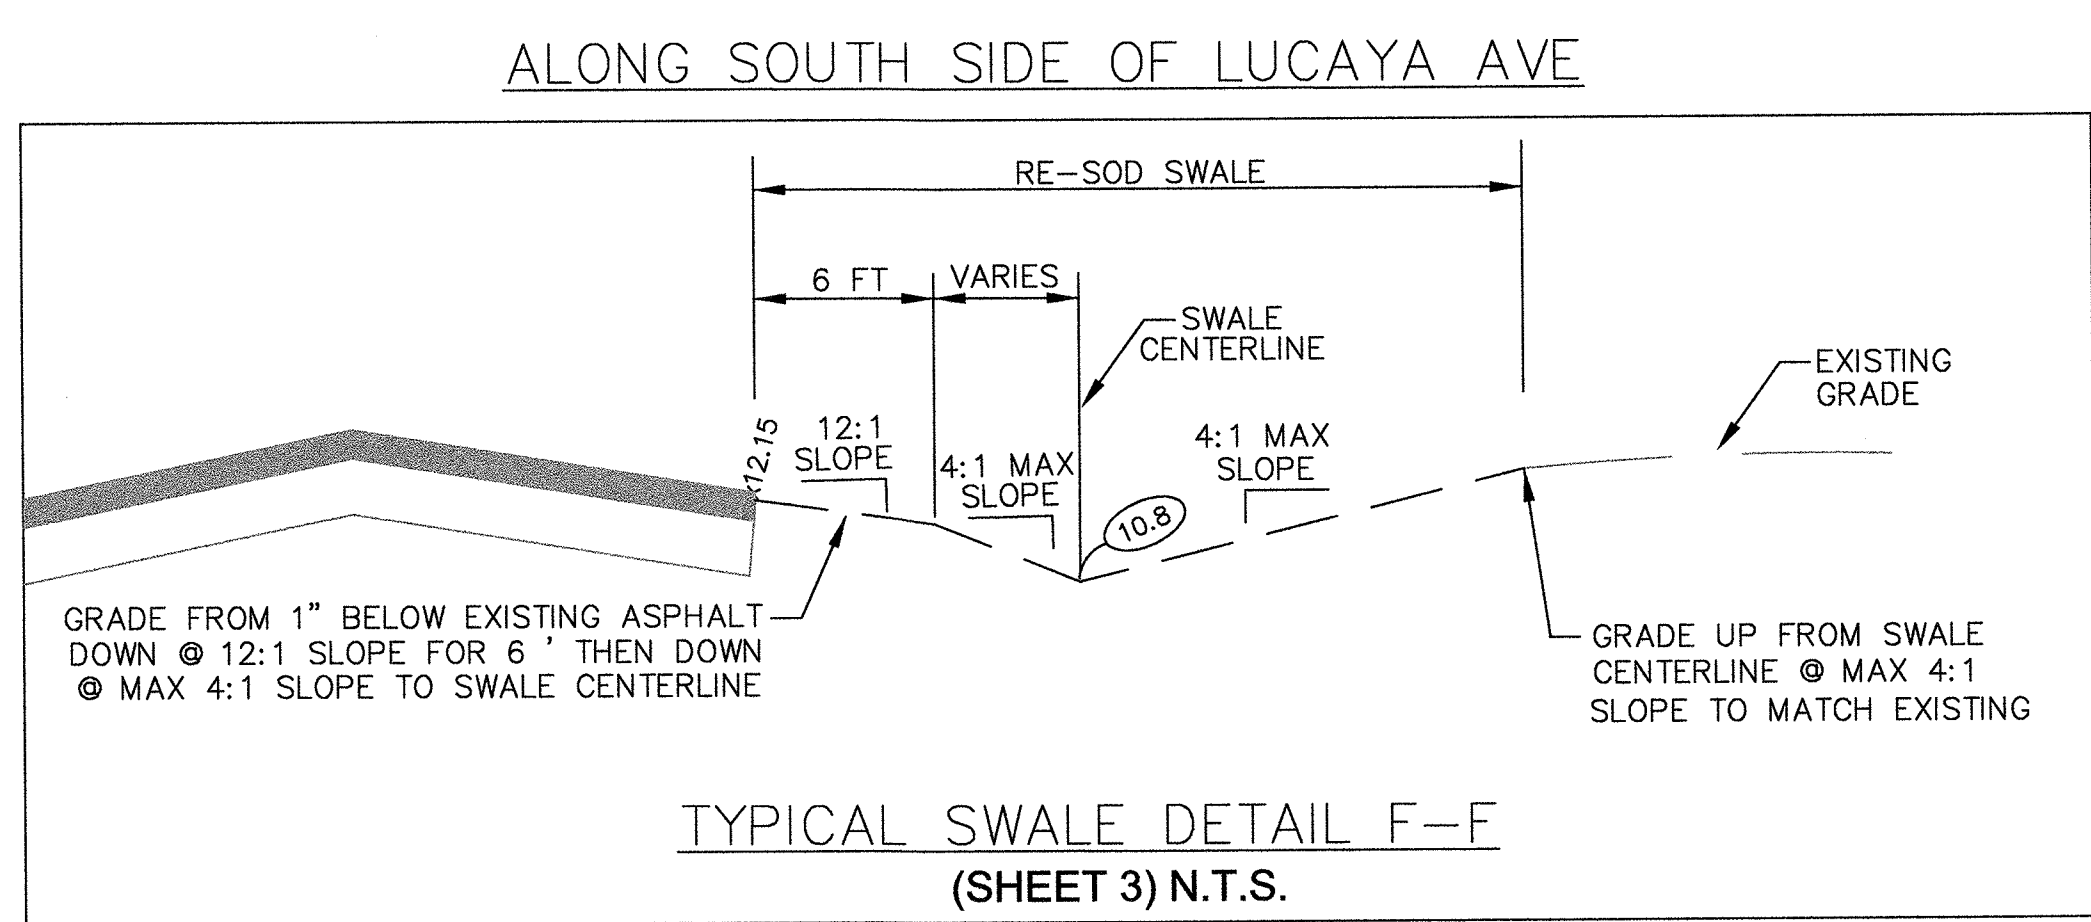 ALONG SOUTH SIDE OF LUCAYA AVE
RE-SOD SWALE
6 FT
VARIES
SWALE
CENTERLINE
EXISTING
GRADE
x12.15
12:1
SLOPE
4:1 MAX
SLOPE
4:1 MAX
SLOPE
10.8
GRADE FROM 1" BELOW EXISTING ASPHALT
DOWN @ 12:1 SLOPE FOR 6 ' THEN DOWN
@ MAX 4:1 SLOPE TO SWALE CENTERLINE
GRADE UP FROM SWALE
CENTERLINE @ MAX 4:1
SLOPE TO MATCH EXISTING
TYPICAL SWALE DETAIL F-F
(SHEET 3) N.T.S.